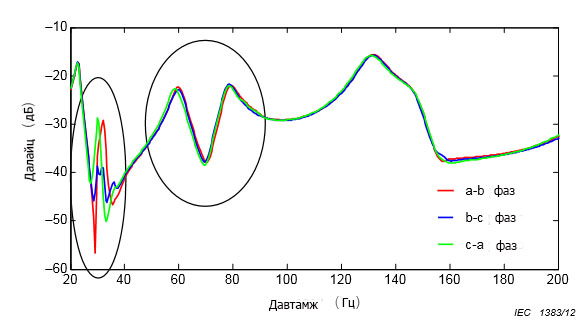 –10
–20
–30
–40
–50
–60
Далайц (дБ)
20 40 60 80 100 120 140 160 180 200
Давтамж (Гц)
a-b фаз
b-c фаз
c-a фаз
IEC 1383/12